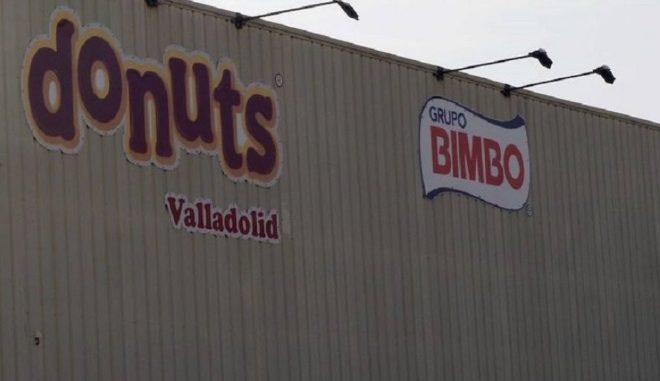 donuts
®
Valladolid
GRUPO
BIMBO
®